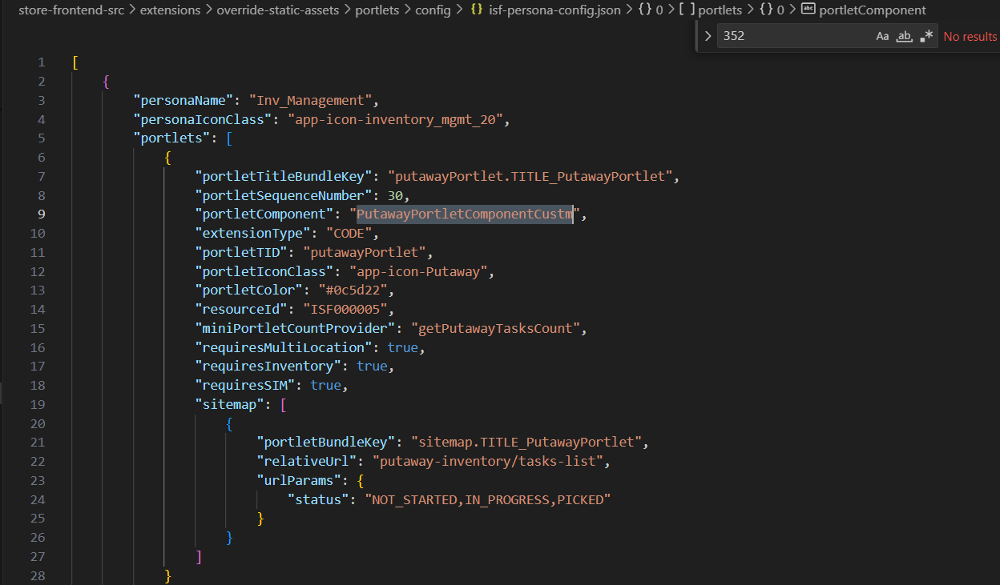 store-frontend-src > extensions > override-static-assets > portlets > config > {} isf-persona-config.json > {} 0 > [ ] portlets > {} 0 > abc portletComponent
> 352 Aa ab .* No results
1 [
2 {
3 "personaName": "Inv_Management",
4 "personaIconClass": "app-icon-inventory_mgmt_20",
5 "portlets": [
6 {
7 "portletTitleBundleKey": "putawayPortlet.TITLE_PutawayPortlet",
8 "portletSequenceNumber": 30,
9 "portletComponent": "PutawayPortletComponentCustm",
10 "extensionType": "CODE",
11 "portletTID": "putawayPortlet",
12 "portletIconClass": "app-icon-Putaway",
13 "portletColor": "#0c5d22",
14 "resourceId": "ISF000005",
15 "miniPortletCountProvider": "getPutawayTasksCount",
16 "requiresMultiLocation": true,
17 "requiresInventory": true,
18 "requiresSIM": true,
19 "sitemap": [
20 {
21 "portletBundleKey": "sitemap.TITLE_PutawayPortlet",
22 "relativeUrl": "putaway-inventory/tasks-list",
23 "urlParams": {
24 "status": "NOT_STARTED,IN_PROGRESS,PICKED"
25 }
26 }
27 ]
28 }